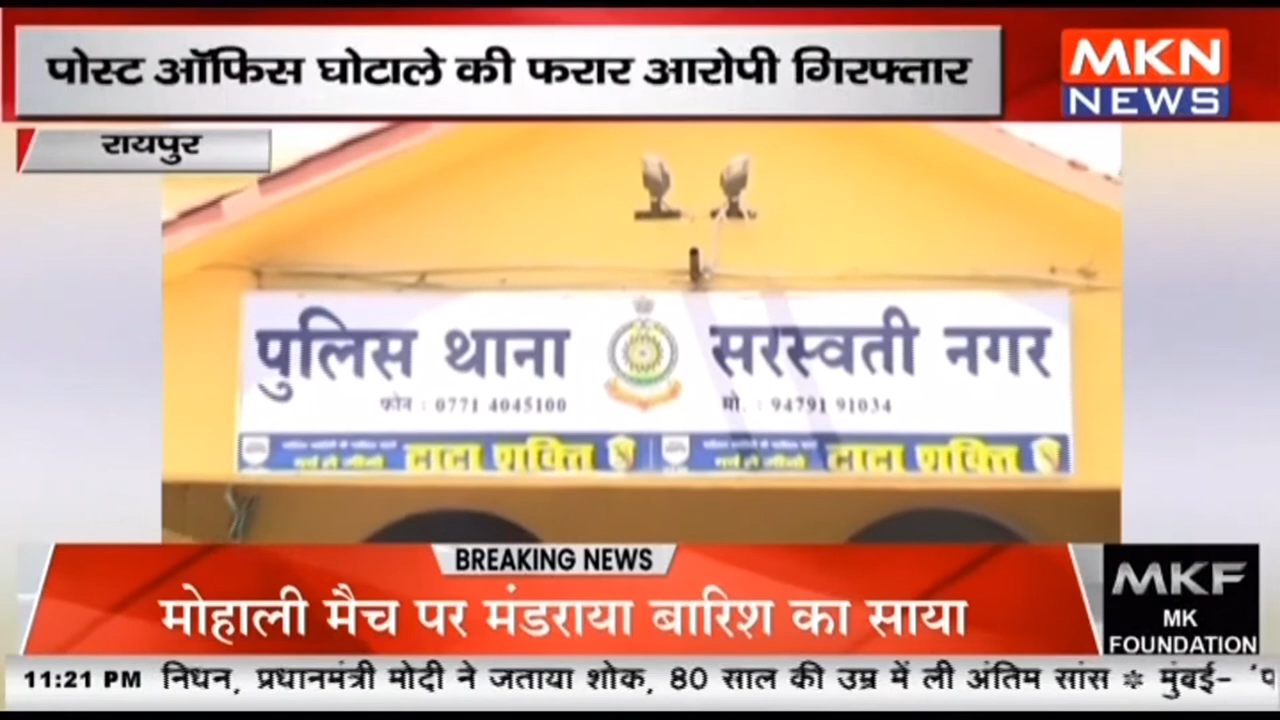 पोस्ट ऑफिस घोटाले की फरार आरोपी गिरफ्तार
MKN
NEWS
रायपुर
पुलिस थाना सरस्वती नगर
फोन : 0771 4045100 मो. : 94791 91034
BREAKING NEWS
मोहाली मैच पर मंडराया बारिश का साया
MKF
MK
FOUNDATION
11:21 PM निधन, प्रधानमंत्री मोदी ने जताया शोक, 80 साल की उम्र में ली अंतिम सांस * मुंबई- ‘